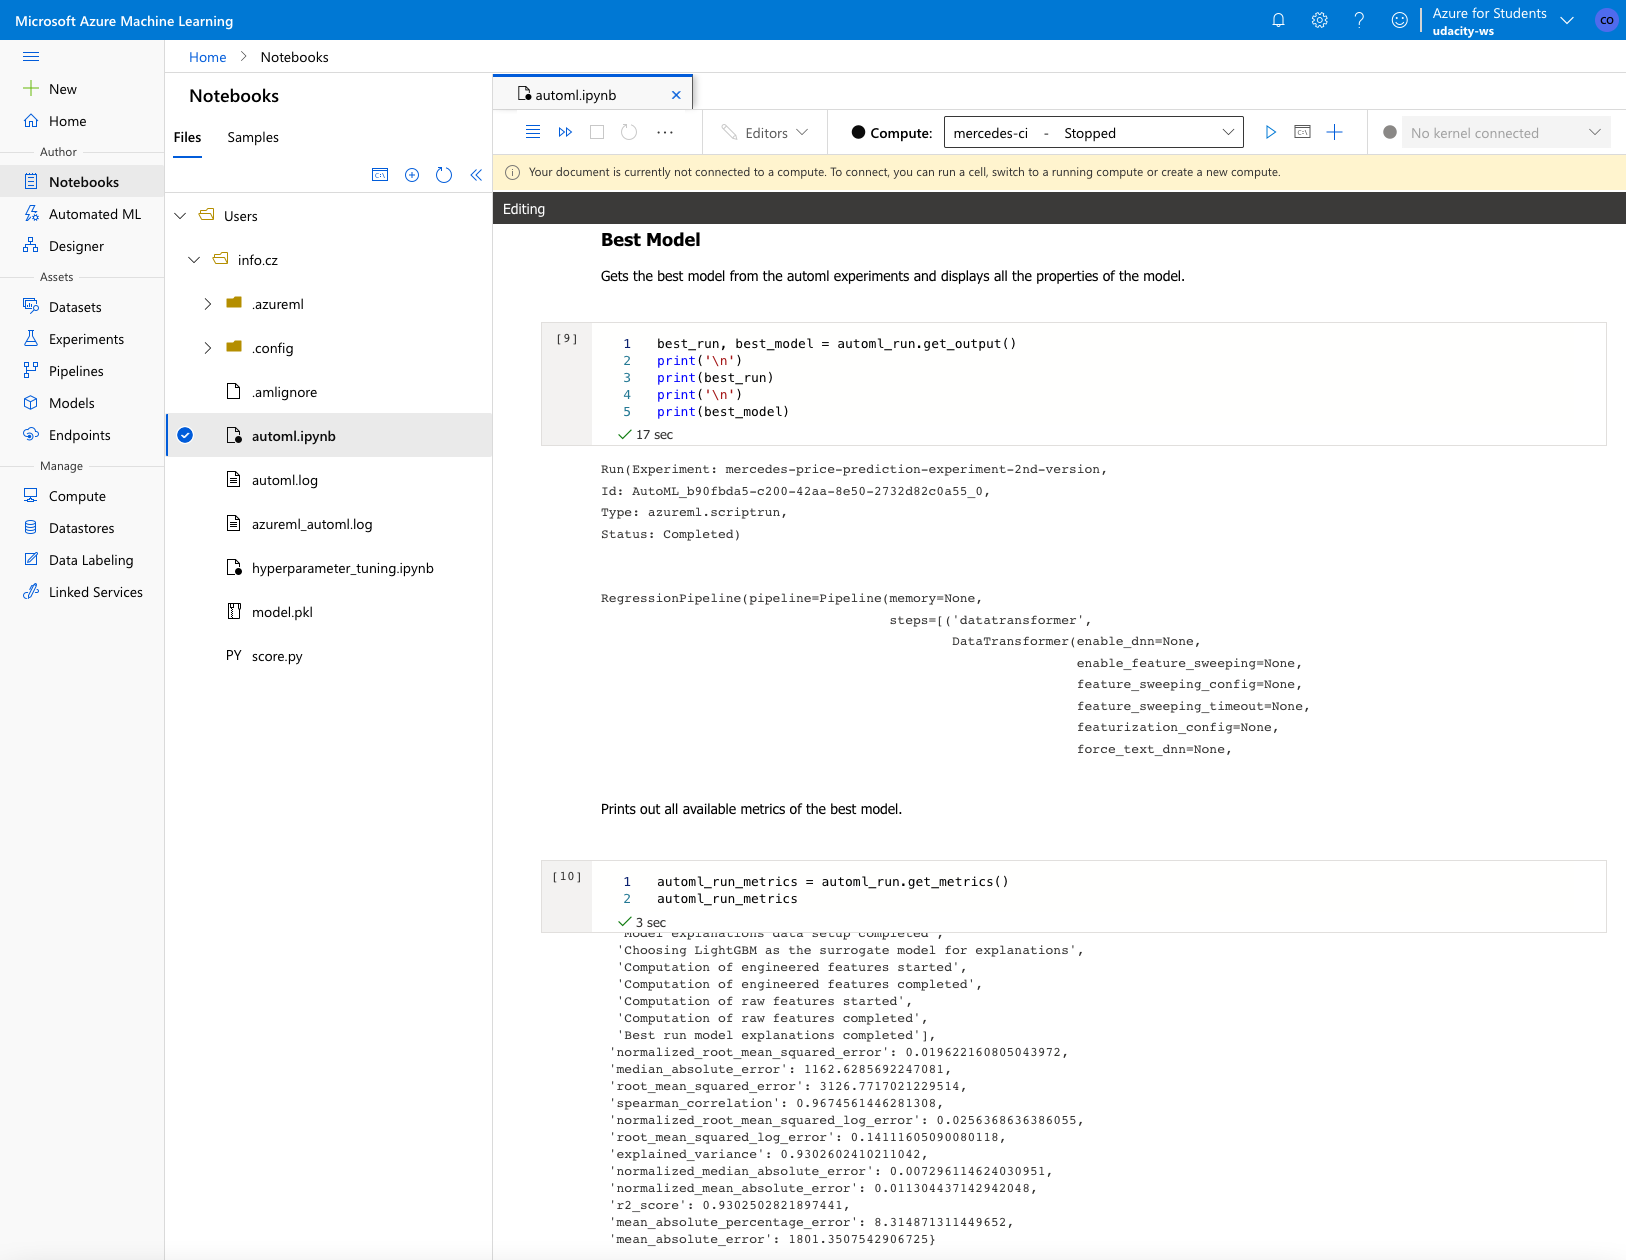 Microsoft Azure Machine Learning
Azure for Students
udacity-ws
CO
New
Home
Author
Notebooks
Automated ML
Designer
Assets
Datasets
Experiments
Pipelines
Models
Endpoints
Manage
Compute
Datastores
Data Labeling
Linked Services
Home > Notebooks
Notebooks
Files Samples
Users
info.cz
.azureml
.config
.amlignore
automl.ipynb
automl.log
azureml_automl.log
hyperparameter_tuning.ipynb
model.pkl
PY score.py
automl.ipynb
Editors
Compute: mercedes-ci - Stopped
No kernel connected
Your document is currently not connected to a compute. To connect, you can run a cell, switch to a running compute or create a new compute.
Editing
Best Model
Gets the best model from the automl experiments and displays all the properties of the model.
[9]
1 best_run, best_model = automl_run.get_output()
2 print('\n')
3 print(best_run)
4 print('\n')
5 print(best_model)
17 sec
Run(Experiment: mercedes-price-prediction-experiment-2nd-version,
Id: AutoML_b90fbda5-c200-42aa-8e50-2732d82c0a55_0,
Type: azureml.scriptrun,
Status: Completed)
RegressionPipeline(pipeline=Pipeline(memory=None,
steps=[('datatransformer',
DataTransformer(enable_dnn=None,
enable_feature_sweeping=None,
feature_sweeping_config=None,
feature_sweeping_timeout=None,
featurization_config=None,
force_text_dnn=None,
Prints out all available metrics of the best model.
[10]
1 automl_run_metrics = automl_run.get_metrics()
2 automl_run_metrics
3 sec
'Model explanations data setup completed',
'Choosing LightGBM as the surrogate model for explanations',
'Computation of engineered features started',
'Computation of engineered features completed',
'Computation of raw features started',
'Computation of raw features completed',
'Best run model explanations completed'],
'normalized_root_mean_squared_error': 0.019622160805043972,
'median_absolute_error': 1162.6285692247081,
'root_mean_squared_error': 3126.7717021229514,
'spearman_correlation': 0.9674561446281308,
'normalized_root_mean_squared_log_error': 0.0256368636386055,
'root_mean_squared_log_error': 0.14111605090080118,
'explained_variance': 0.9302602410211042,
'normalized_median_absolute_error': 0.007296114624030951,
'normalized_mean_absolute_error': 0.011304437142942048,
'r2_score': 0.9302502821897441,
'mean_absolute_percentage_error': 8.314871311449652,
'mean_absolute_error': 1801.3507542906725}